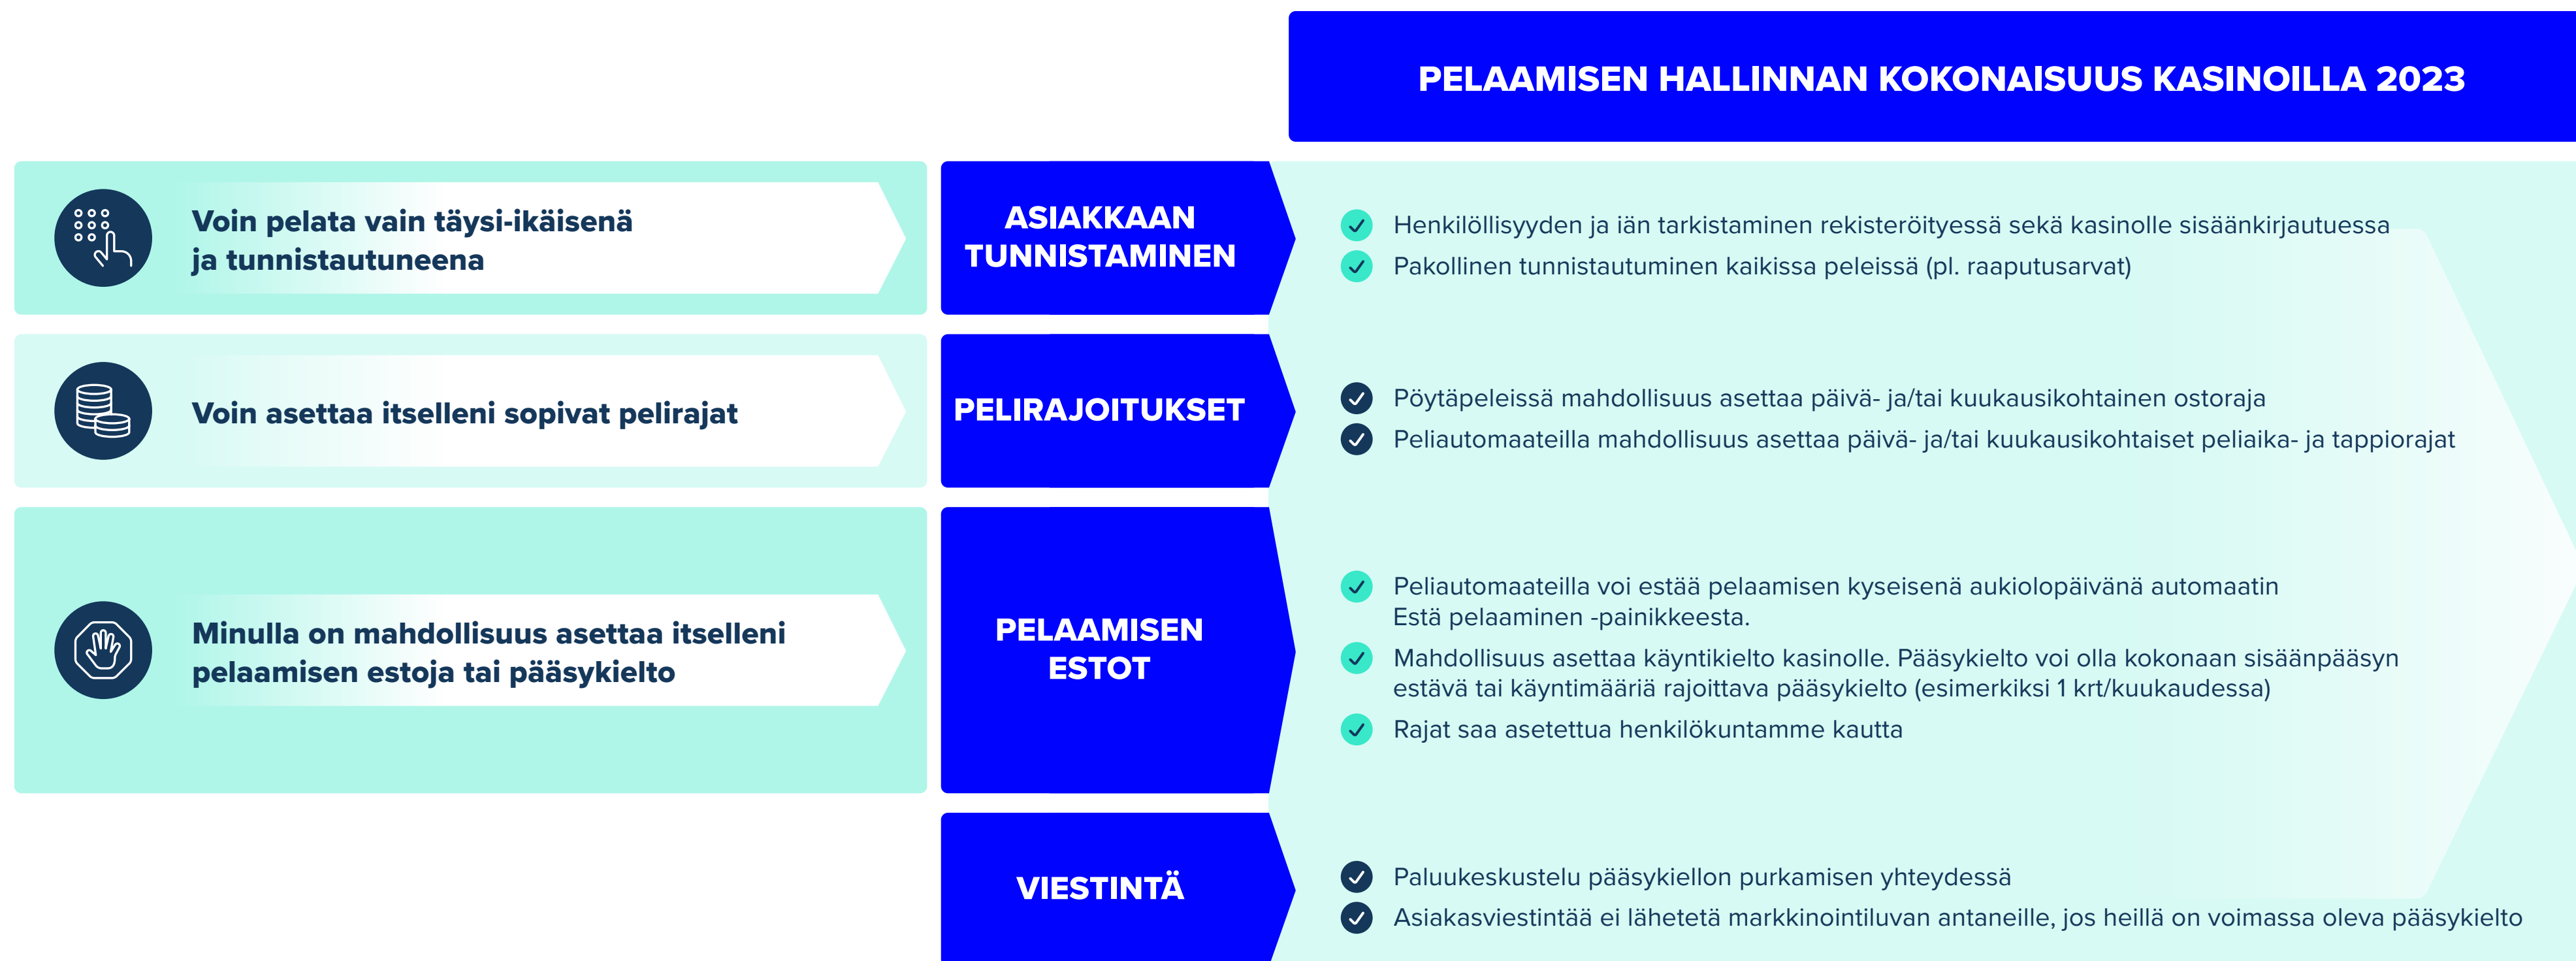 PELAAMISEN HALLINNAN KOKONAISUUS KASINOILLA 2023
Voin pelata vain täysi-ikäisenä
ja tunnistautuneena
ASIAKKAAN
TUNNISTAMINEN
Henkilöllisyyden ja iän tarkistaminen rekisteröityessä sekä kasinolle sisäänkirjautuessa
Pakollinen tunnistautuminen kaikissa peleissä (pl. raaputusarvat)
Voin asettaa itselleni sopivat pelirajat
PELIRAJOITUKSET
Pöytäpeleissä mahdollisuus asettaa päivä- ja/tai kuukausikohtainen ostoraja
Peliautomaateilla mahdollisuus asettaa päivä- ja/tai kuukausikohtaiset peliaika- ja tappiorajat
Minulla on mahdollisuus asettaa itselleni
pelaamisen estoja tai pääsykielto
PELAAMISEN
ESTOT
Peliautomaateilla voi estää pelaamisen kyseisenä aukiolopäivänä automaatin
Estä pelaaminen -painikkeesta.
Mahdollisuus asettaa käyntikielto kasinolle. Pääsykielto voi olla kokonaan sisäänpääsyn
estävä tai käyntimääriä rajoittava pääsykielto (esimerkiksi 1 krt/kuukaudessa)
Rajat saa asetettua henkilökuntamme kautta
VIESTINTÄ
Paluukeskustelu pääsykiellon purkamisen yhteydessä
Asiakasviestintää ei lähetetä markkinointiluvan antaneille, jos heillä on voimassa oleva pääsykielto